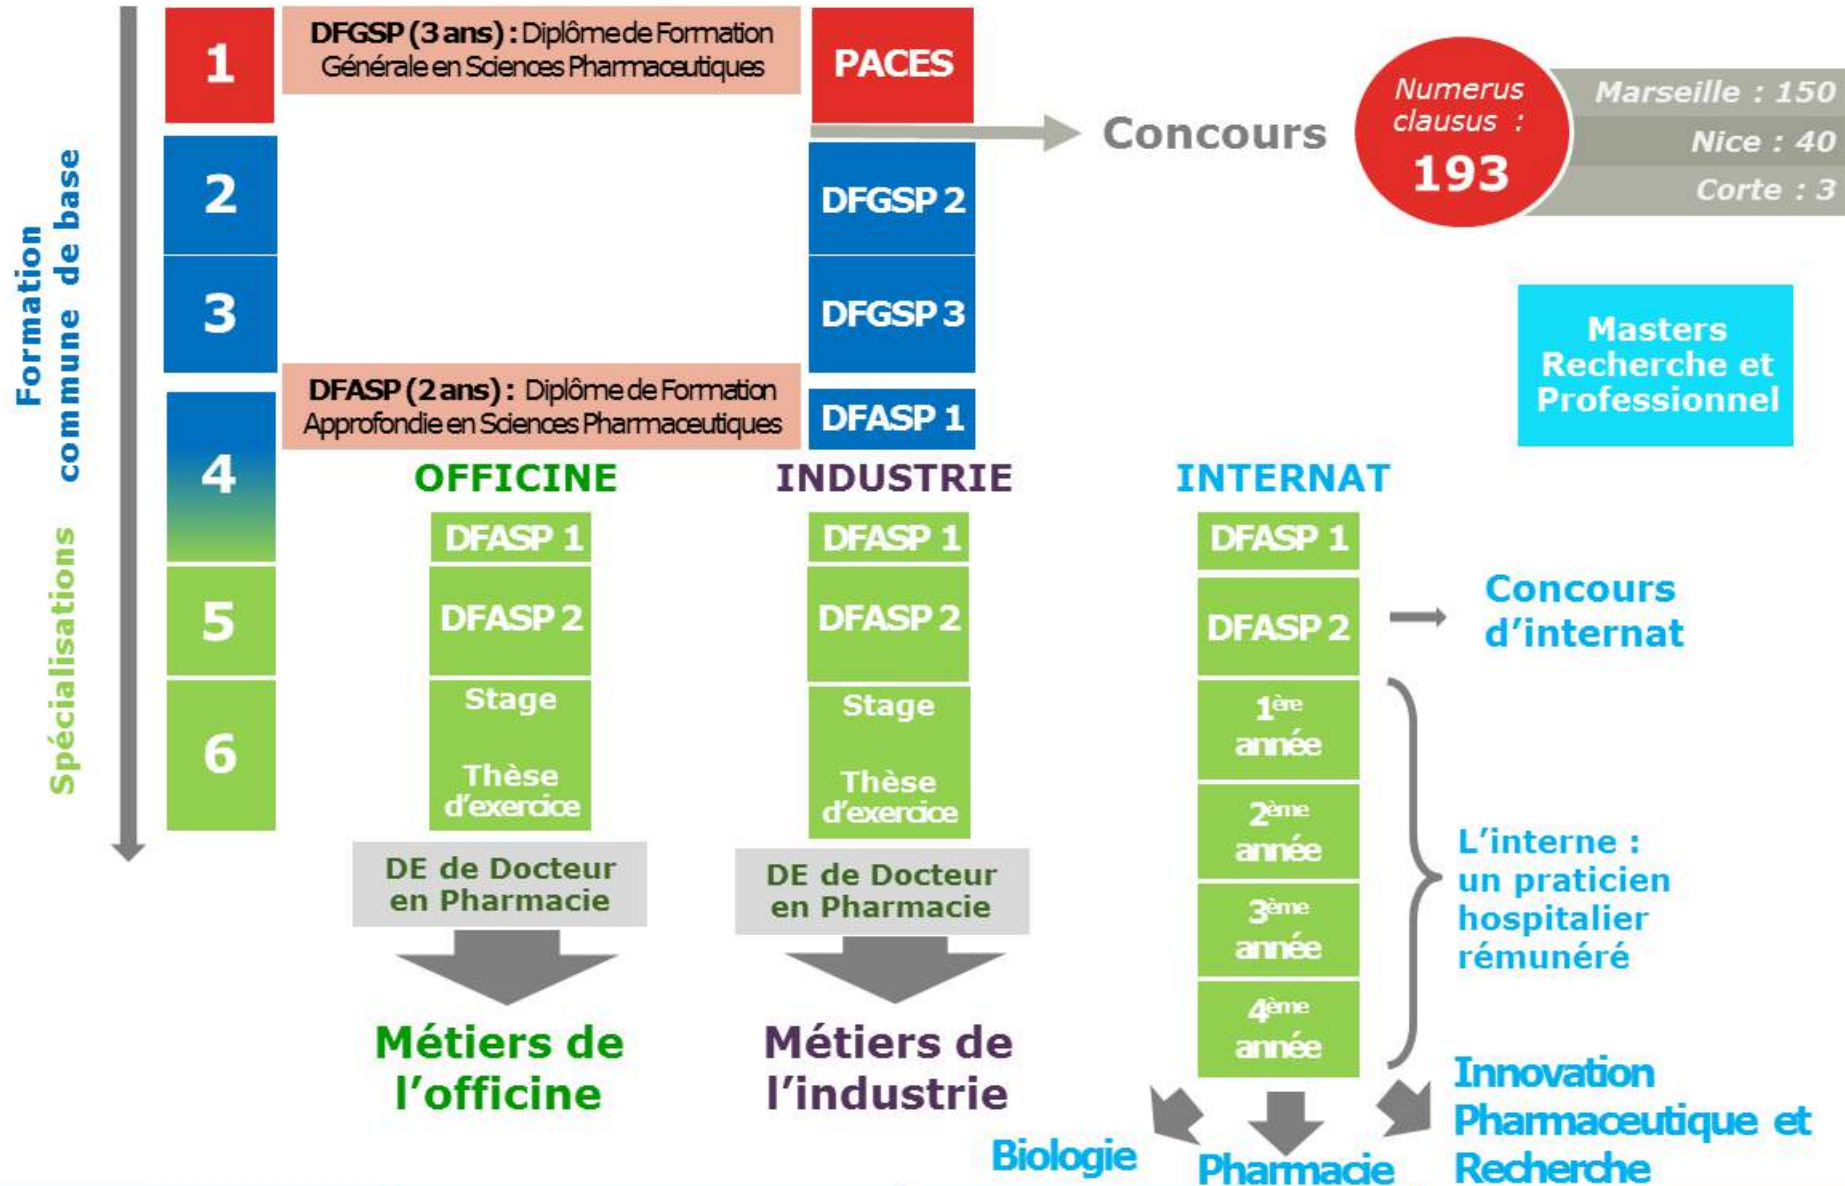 Formation
commune de base
Spécialisations
1
2
3
4
5
6
DFGSP (3 ans) : Diplôme de Formation
Générale en Sciences Pharmaceutiques
PACES
Concours
Numerus
clausus :
193
Marseille : 150
Nice : 40
Corte : 3
DFGSP 2
DFGSP 3
Masters
Recherche et
Professionnel
DFASP (2 ans) : Diplôme de Formation
Approfondie en Sciences Pharmaceutiques
DFASP 1
OFFICINE
DFASP 1
DFASP 2
Stage
Thèse
d'exercice
DE de Docteur
en Pharmacie
Métiers de
l'officine
INDUSTRIE
DFASP 1
DFASP 2
Stage
Thèse
d'exercice
DE de Docteur
en Pharmacie
Métiers de
l'industrie
INTERNAT
DFASP 1
DFASP 2
Concours
d'internat
1ère
année
2ème
année
3ème
année
4ème
année
L'interne :
un praticien
hospitalier
rémunéré
Biologie
Pharmacie
Innovation
Pharmaceutique et
Recherche